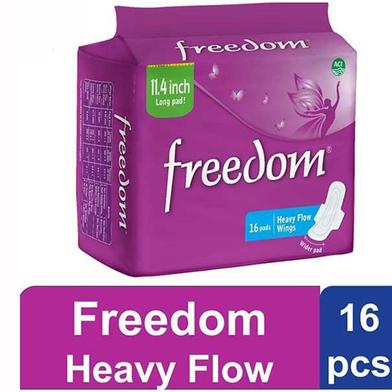 freedom®
11.4 inch
Long pad!
ACI
freedom®
16 pads
Heavy Flow
Wings
Wider pad
Freedom
Heavy Flow
16
pcs